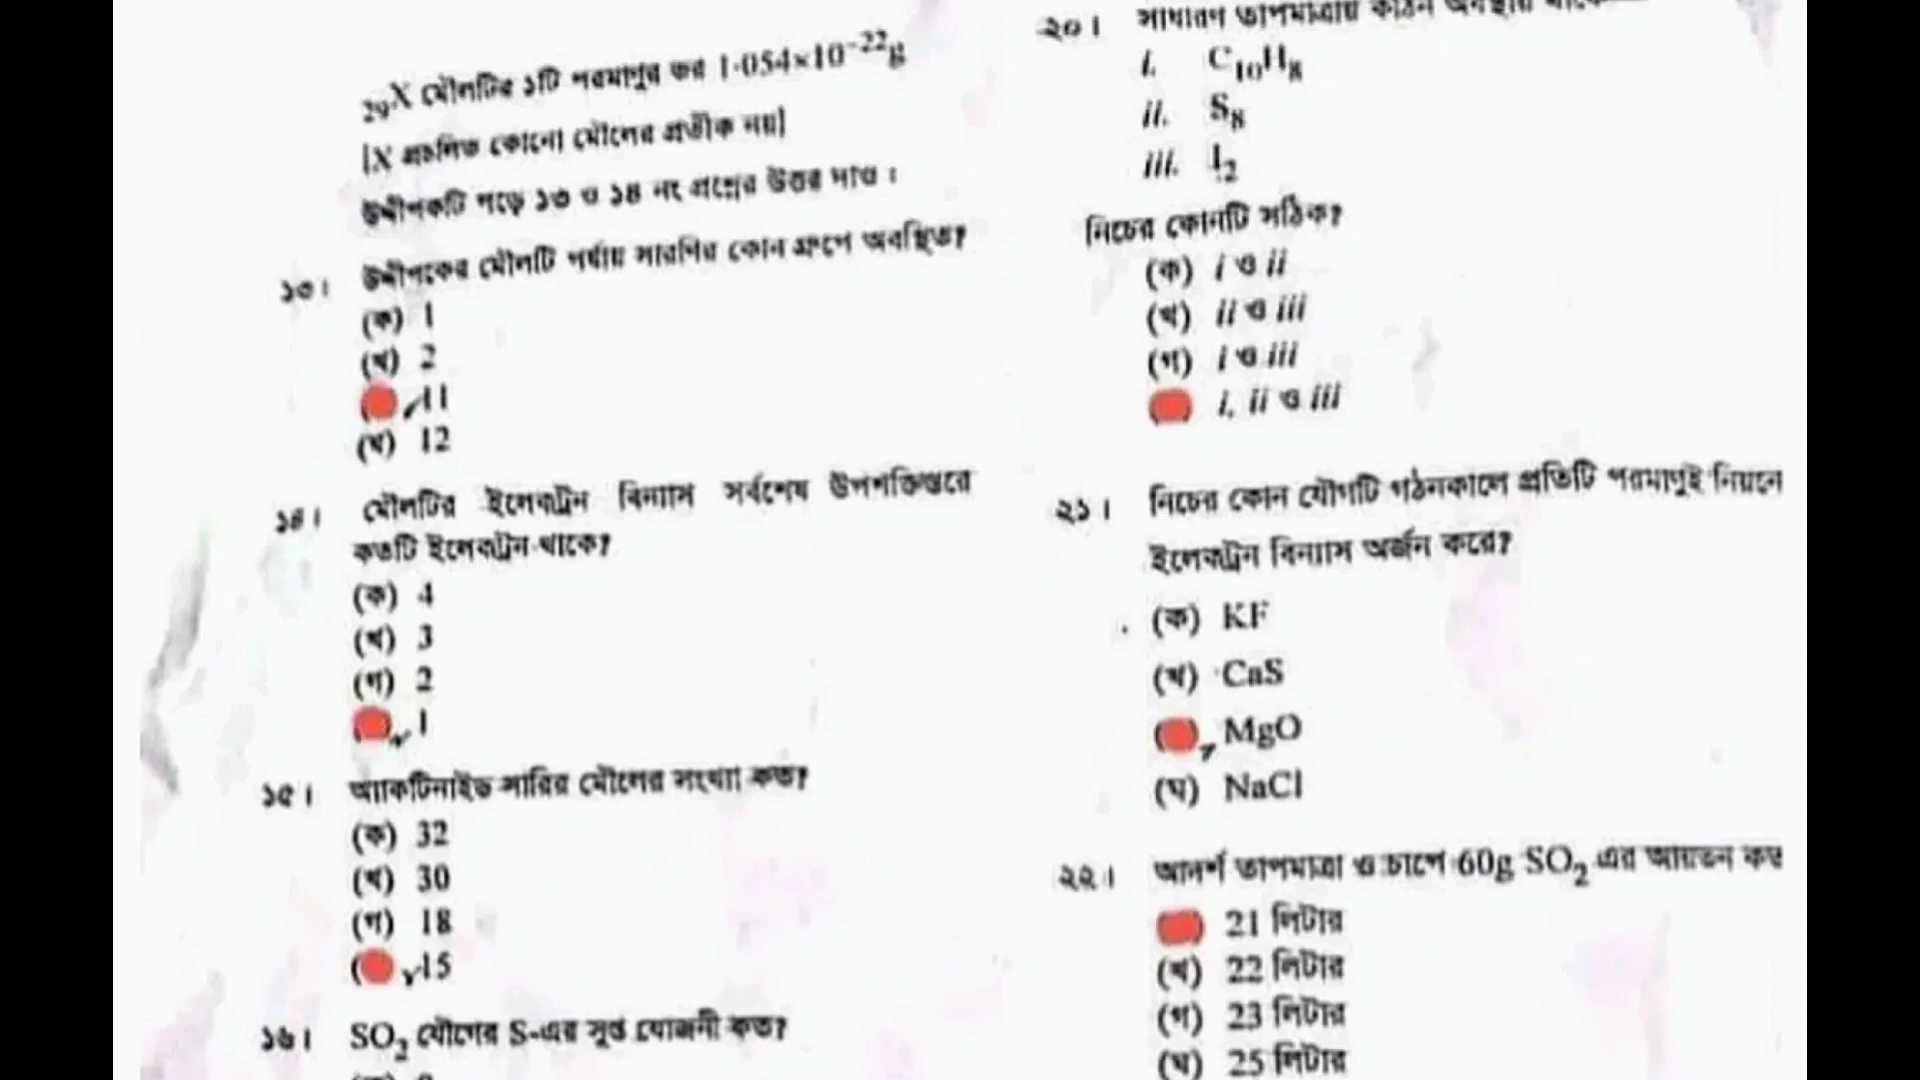 ₂₉X মৌলটির ১টি পরমাণুর ভর 1·054×10⁻²²g
[X প্রচলিত কোনো মৌলের প্রতীক নয়]
উদ্দীপকটি পড়ে ১৩ ও ১৪ নং প্রশ্নের উত্তর দাও :
১৩। উদ্দীপকের মৌলটি পর্যায় সারণির কোন গ্রুপে অবস্থিত?
(ক) 1
(খ) 2
11
(ঘ) 12
১৪। মৌলটির ইলেকট্রন বিন্যাস সর্বশেষ উপশক্তিস্তরে
কতটি ইলেকট্রন থাকে?
(ক) 4
(খ) 3
(গ) 2
1
১৫। অ্যাকটিনাইড সারির মৌলের সংখ্যা কত?
(ক) 32
(খ) 30
(গ) 18
15
১৬। SO₂ যৌগের S-এর সুপ্ত যোজনী কত?
২০। সাধারণ তাপমাত্রায় কঠিন অবস্থায়
i. C₁₀H₈
ii. S₈
iii. I₂
নিচের কোনটি সঠিক?
(ক) i ও ii
(খ) ii ও iii
(গ) i ও iii
i, ii ও iii
২১। নিচের কোন যৌগটি গঠনকালে প্রতিটি পরমাণুই নিয়নে
ইলেকট্রন বিন্যাস অর্জন করে?
(ক) KF
(খ) CaS
MgO
(ঘ) NaCl
২২। আদর্শ তাপমাত্রা ও চাপে 60g SO₂ এর আয়তন কত
21 লিটার
(খ) 22 লিটার
(গ) 23 লিটার
(ঘ) 25 লিটার